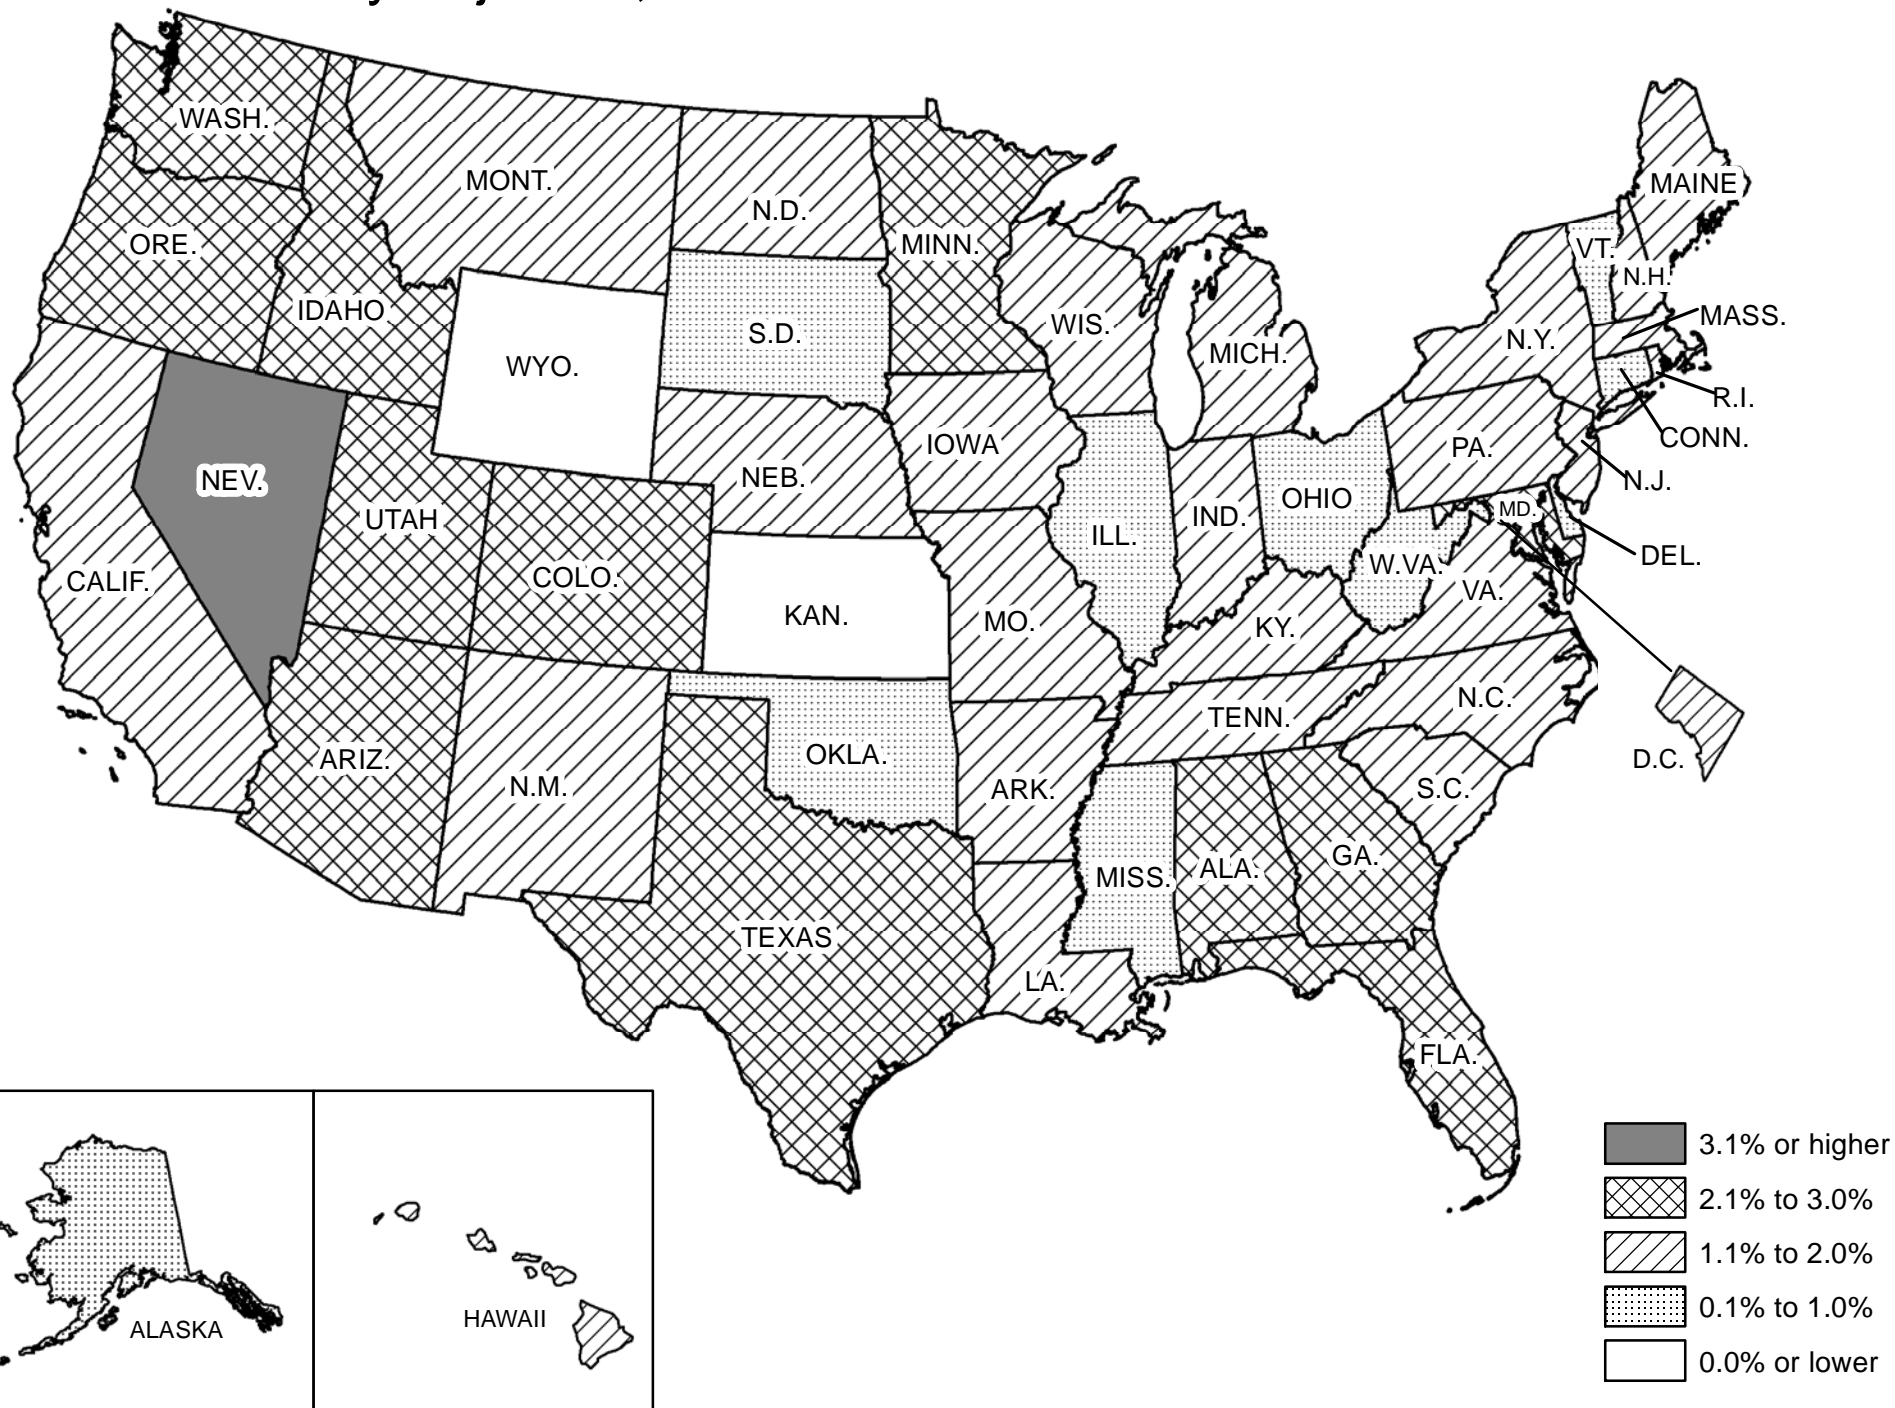 WASH.
MONT.
N.D.
MINN.
MAINE
ORE.
IDAHO
VT.
N.H.
MASS.
WYO.
S.D.
WIS.
MICH.
N.Y.
R.I.
CONN.
NEV.
UTAH
NEB.
IOWA
PA.
N.J.
CALIF.
COLO.
KAN.
MO.
ILL.
IND.
OHIO
W.VA.
MD.
VA.
DEL.
KY.
ARIZ.
N.M.
OKLA.
ARK.
TENN.
N.C.
S.C.
D.C.
TEXAS
LA.
MISS.
ALA.
GA.
FLA.
ALASKA
HAWAII
3.1% or higher
2.1% to 3.0%
1.1% to 2.0%
0.1% to 1.0%
0.0% or lower